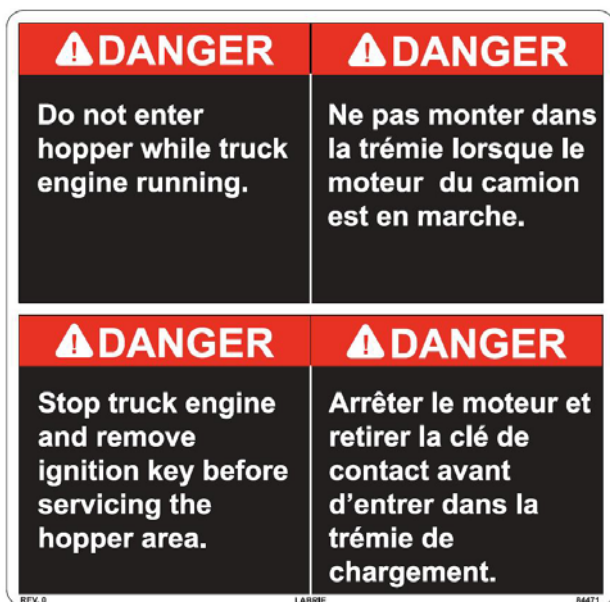 DANGER
Do not enter
hopper while truck
engine running.
DANGER
Ne pas monter dans
la trémie lorsque le
moteur du camion
est en marche.
DANGER
Stop truck engine
and remove
ignition key before
servicing the
hopper area.
DANGER
Arrêter le moteur et
retirer la clé de
contact avant
d'entrer dans la
trémie de
chargement.
REV. 0 LABRIE 84471